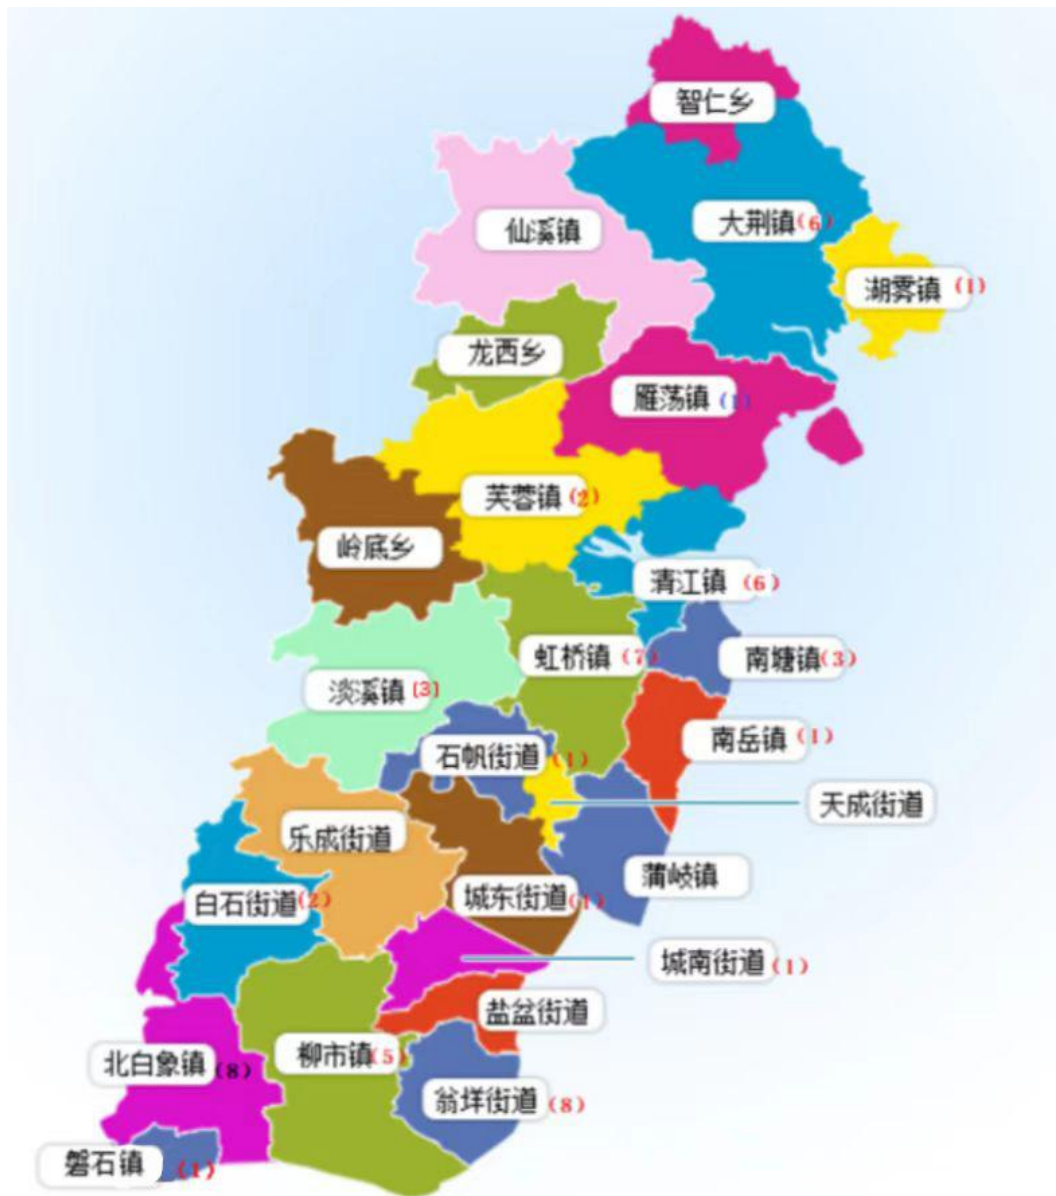 智仁乡
大荆镇(6)
仙溪镇
湖雾镇(1)
龙西乡
雁荡镇(1)
芙蓉镇(2)
岭底乡
清江镇(6)
虹桥镇(7)
南塘镇(3)
淡溪镇(3)
南岳镇(1)
石帆街道(1)
天成街道
乐成街道
蒲岐镇
白石街道(2)
城东街道(1)
城南街道(1)
盐盆街道
柳市镇(5)
北白象镇(8)
翁垟街道(8)
磐石镇(1)